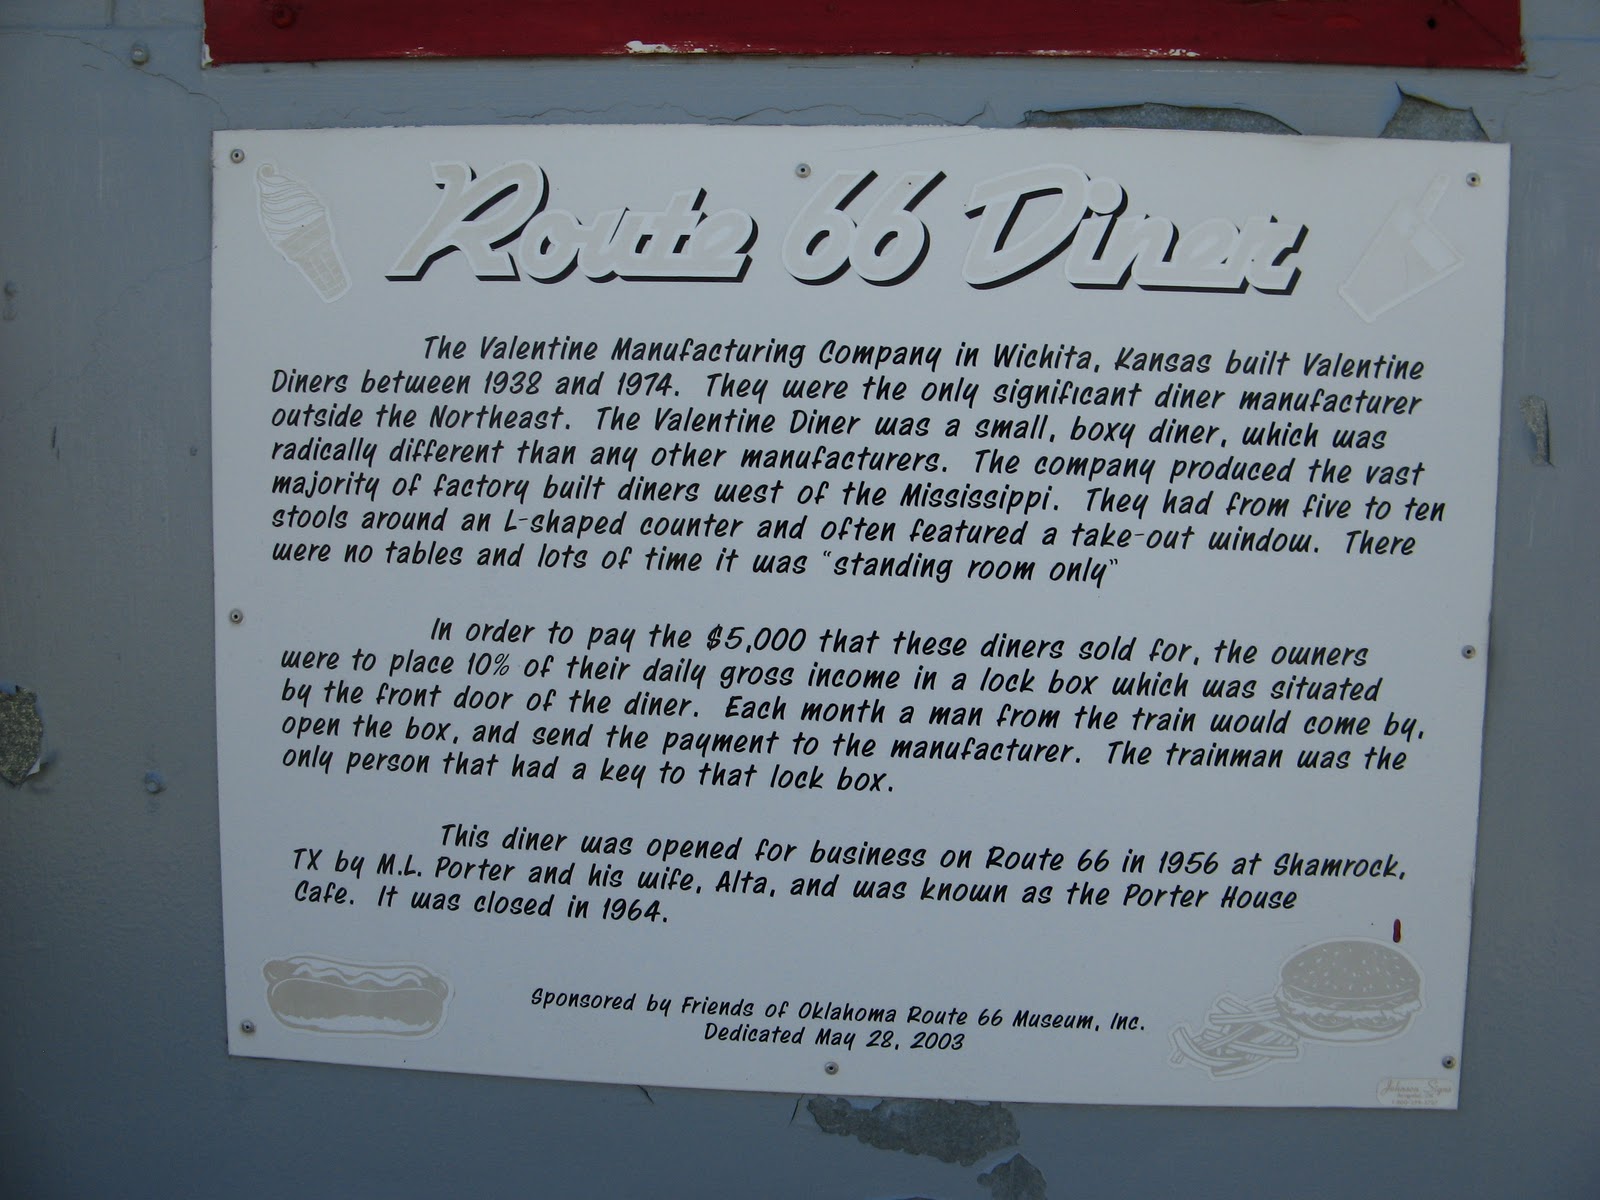 Route 66 Diner
The Valentine Manufacturing Company in Wichita, Kansas built Valentine
Diners between 1938 and 1974. They were the only significant diner manufacturer
outside the Northeast. The Valentine Diner was a small, boxy diner, which was
radically different than any other manufacturers. The company produced the vast
majority of factory built diners west of the Mississippi. They had from five to ten
stools around an L-shaped counter and often featured a take-out window. There
were no tables and lots of time it was "standing room only"
In order to pay the $5,000 that these diners sold for, the owners
were to place 10% of their daily gross income in a lock box which was situated
by the front door of the diner. Each month a man from the train would come by,
open the box, and send the payment to the manufacturer. The trainman was the
only person that had a key to that lock box.
This diner was opened for business on Route 66 in 1956 at Shamrock,
TX by M.L. Porter and his wife, Alta, and was known as the Porter House
Cafe. It was closed in 1964.
Sponsored by Friends of Oklahoma Route 66 Museum, Inc.
Dedicated May 28, 2003
Johnson Signs